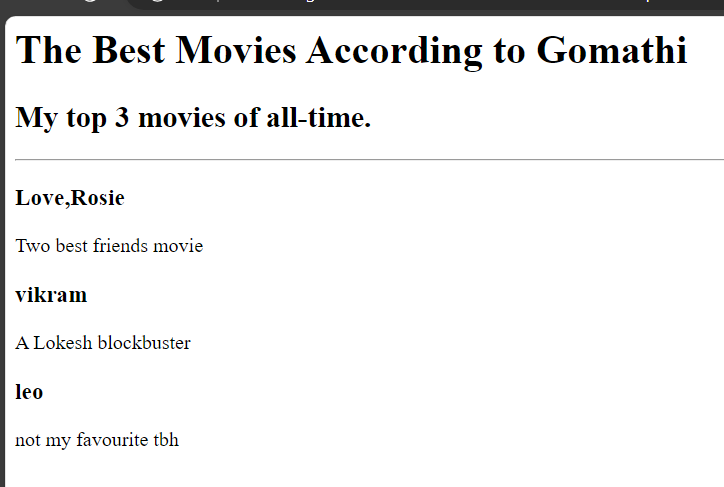 The Best Movies According to Gomathi
My top 3 movies of all-time.
Love,Rosie
Two best friends movie
vikram
A Lokesh blockbuster
leo
not my favourite tbh